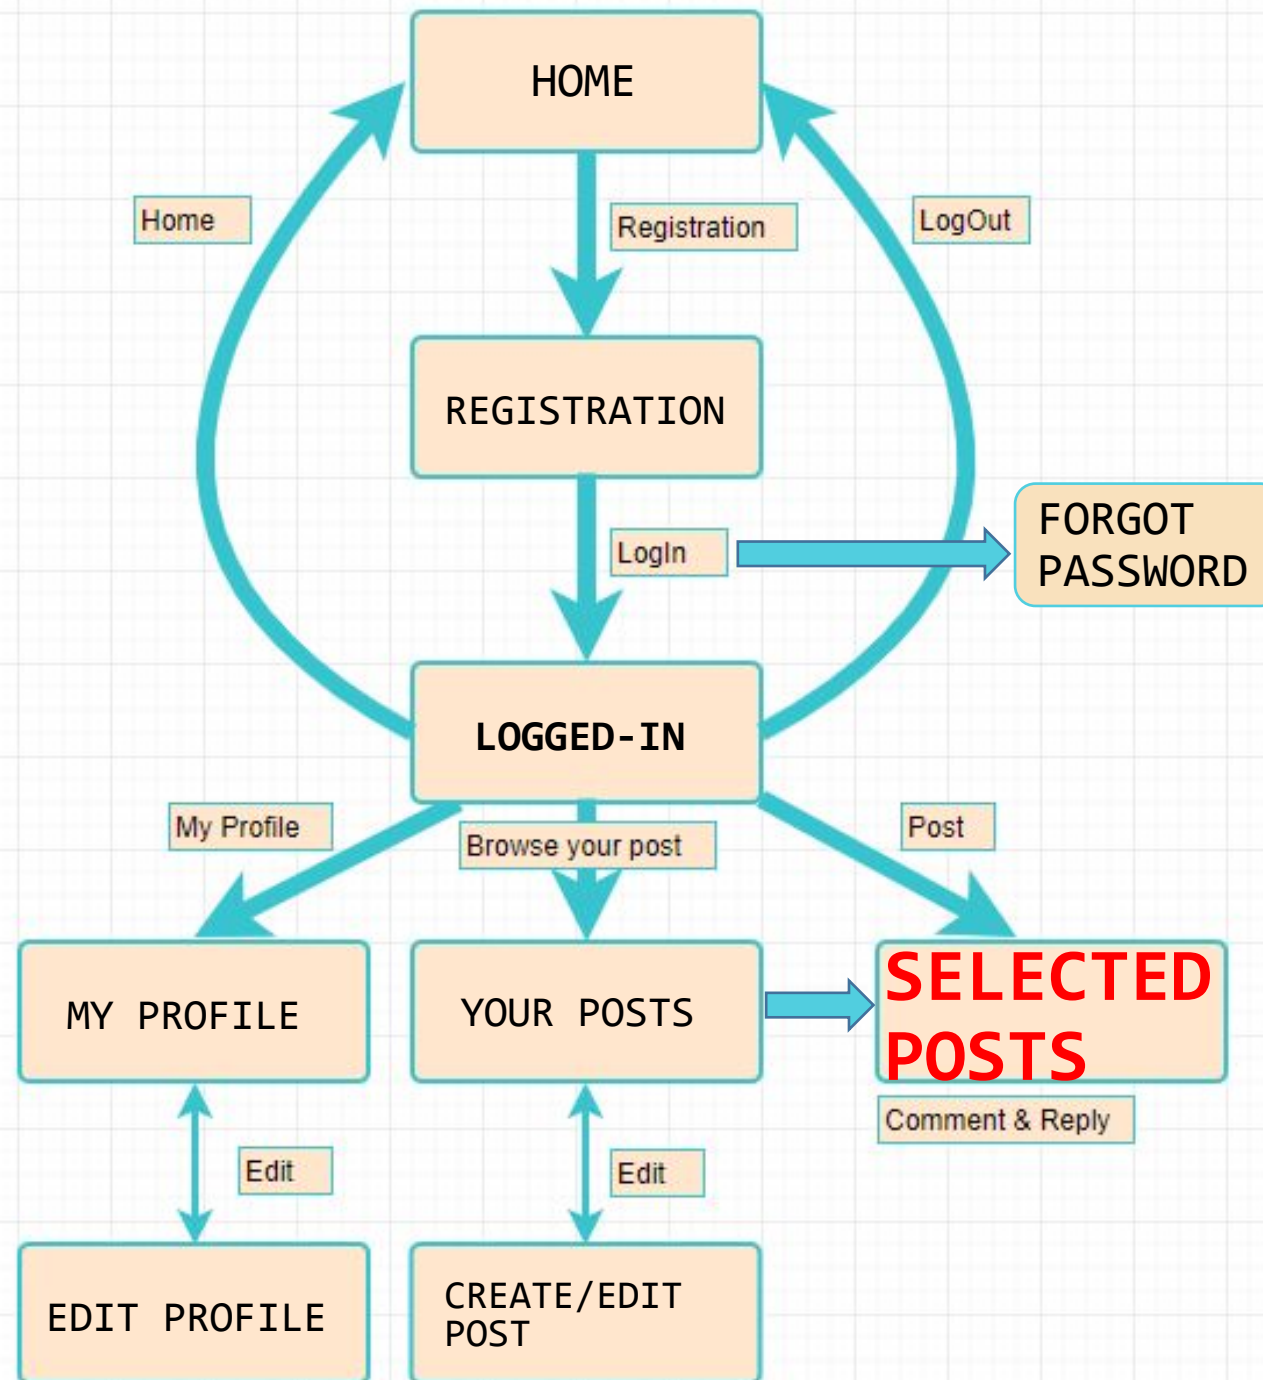 HOME
Home
Registration
LogOut
REGISTRATION
LogIn
FORGOT
PASSWORD
LOGGED-IN
My Profile
Browse your post
Post
MY PROFILE
YOUR POSTS
SELECTED
POSTS
Comment & Reply
Edit
Edit
EDIT PROFILE
CREATE/EDIT
POST